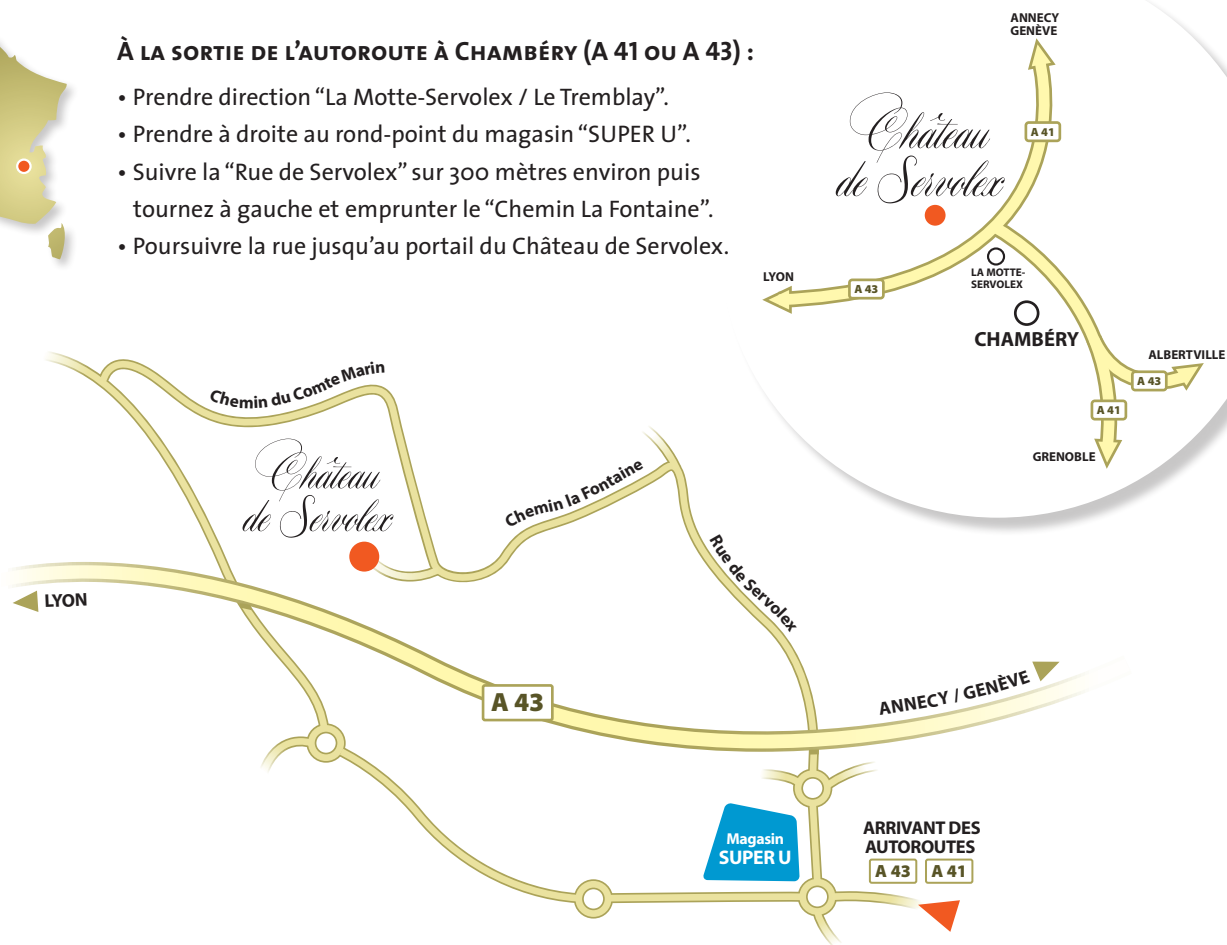 À la sortie de l’autoroute à Chambéry (A 41 ou A 43) :
• Prendre direction “La Motte-Servolex / Le Tremblay”.
• Prendre à droite au rond-point du magasin “SUPER U”.
• Suivre la “Rue de Servolex” sur 300 mètres environ puis
tournez à gauche et emprunter le “Chemin La Fontaine”.
• Poursuivre la rue jusqu’au portail du Château de Servolex.
ANNECY
GENÈVE
A 41
Château
de Servolex
LYON
A 43
LA MOTTE-
SERVOLEX
CHAMBÉRY
ALBERTVILLE
A 43
A 41
GRENOBLE
Chemin du Comte Marin
Château
de Servolex
Chemin la Fontaine
Rue de Servolex
LYON
A 43
ANNECY / GENÈVE
Magasin
SUPER U
ARRIVANT DES
AUTOROUTES
A 43 A 41